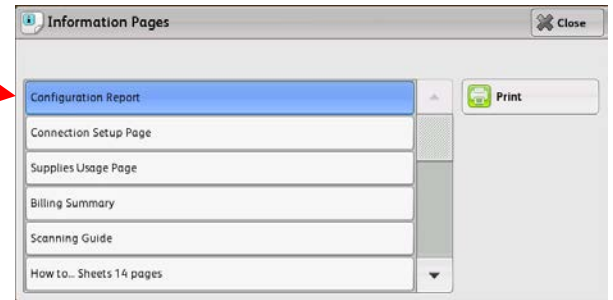 Information Pages
Close
Configuration Report
Print
Connection Setup Page
Supplies Usage Page
Billing Summary
Scanning Guide
How to... Sheets 14 pages